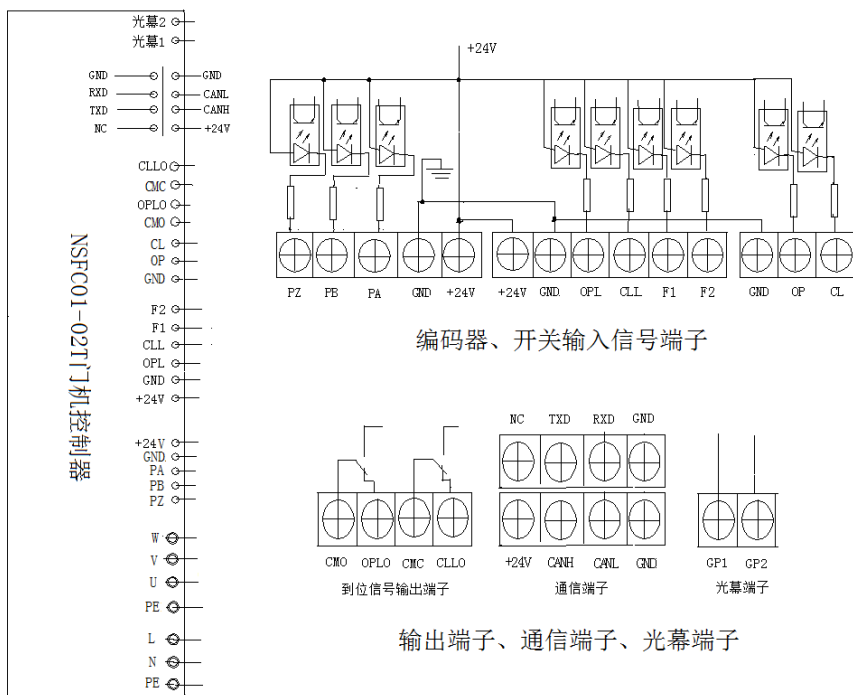 光幕2
光幕1
GND GND
RXD CANL
TXD CANH
NC +24V
CLLO
CMC
OPLO
CMO
CL
OP
GND
F2
F1
CLL
OPL
GND
+24V
+24V
GND
PA
PB
PZ
W
V
U
PE
L
N
PE
NSFC01-02T门机控制器
+24V
PZ PB PA GND +24V +24V GND OPL CLL F1 F2 GND OP CL
编码器、开关输入信号端子
NC TXD RXD GND
CMO OPLO CMC CLLO
+24V CANH CANL GND
GP1 GP2
到位信号输出端子
通信端子
光幕端子
输出端子、通信端子、光幕端子